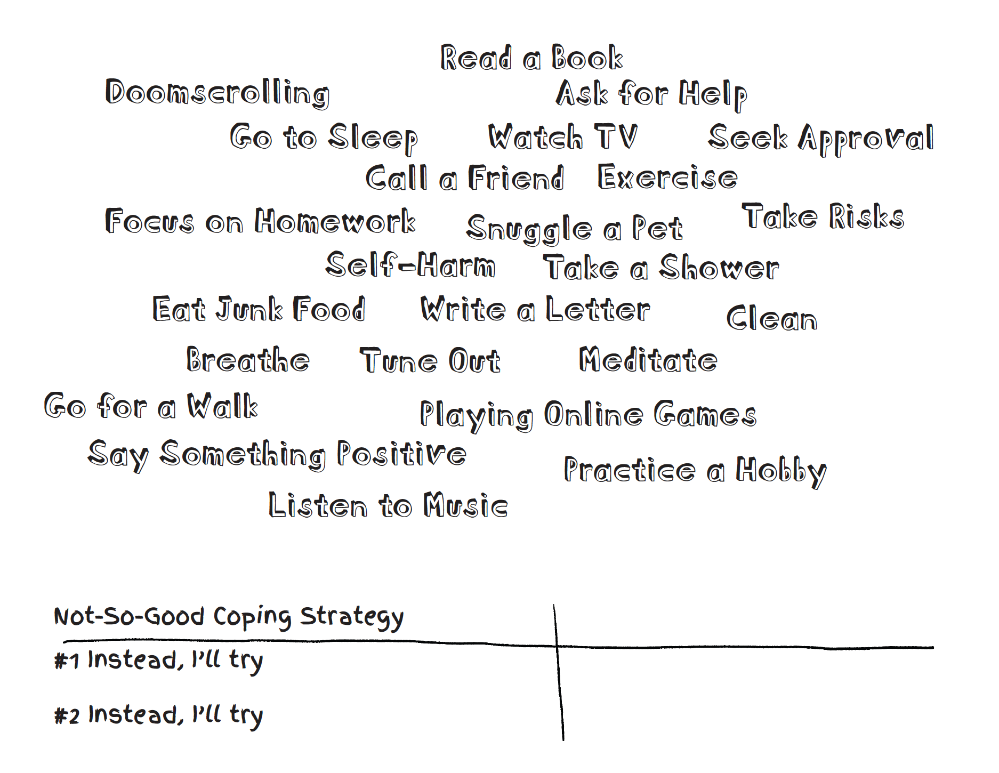 Read a Book
Doomscrolling
Ask for Help
Go to Sleep
Watch TV
Seek Approval
Call a Friend
Exercise
Focus on Homework
Snuggle a Pet
Take Risks
Self-Harm
Take a Shower
Eat Junk Food
Write a Letter
Clean
Breathe
Tune Out
Meditate
Go for a Walk
Playing Online Games
Say Something Positive
Practice a Hobby
Listen to Music
Not-So-Good Coping Strategy
#1 Instead, I'll try
#2 Instead, I'll try